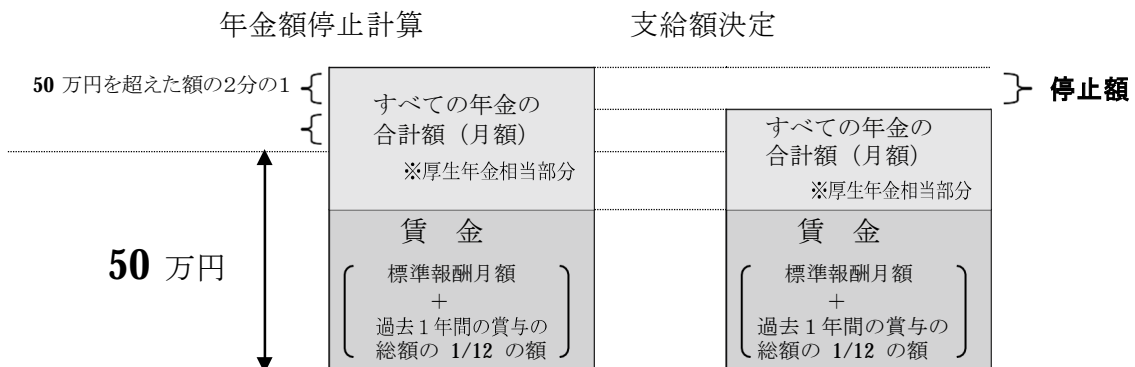 年金額停止計算
支給額決定
50 万円を超えた額の2分の1
停止額
すべての年金の
合計額（月額）
※厚生年金相当部分
すべての年金の
合計額（月額）
※厚生年金相当部分
50 万円
賃　金
標準報酬月額
＋
過去１年間の賞与の
総額の 1/12 の額
賃　金
標準報酬月額
＋
過去１年間の賞与の
総額の 1/12 の額